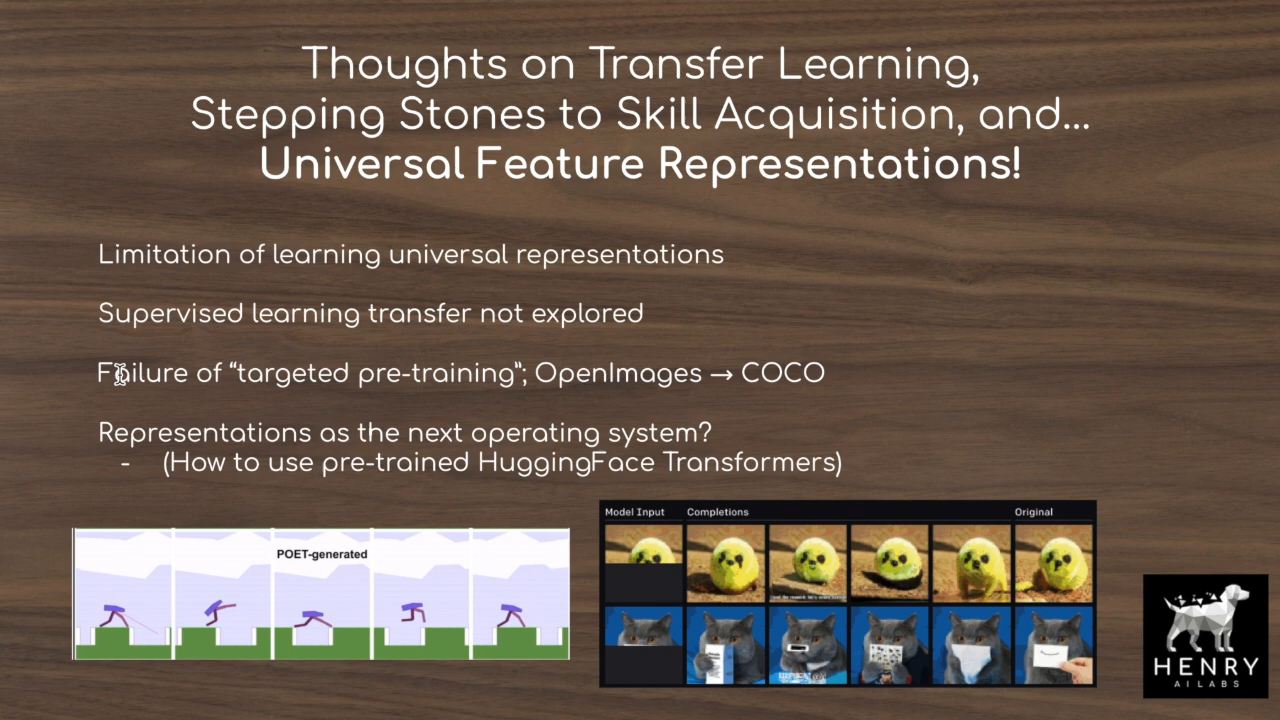 Thoughts on Transfer Learning,
Stepping Stones to Skill Acquisition, and...
Universal Feature Representations!
Limitation of learning universal representations
Supervised learning transfer not explored
Failure of “targeted pre-training”; OpenImages → COCO
Representations as the next operating system?
- (How to use pre-trained HuggingFace Transformers)
POET-generated
Model Input Completions Original
HENRY
AI LABS